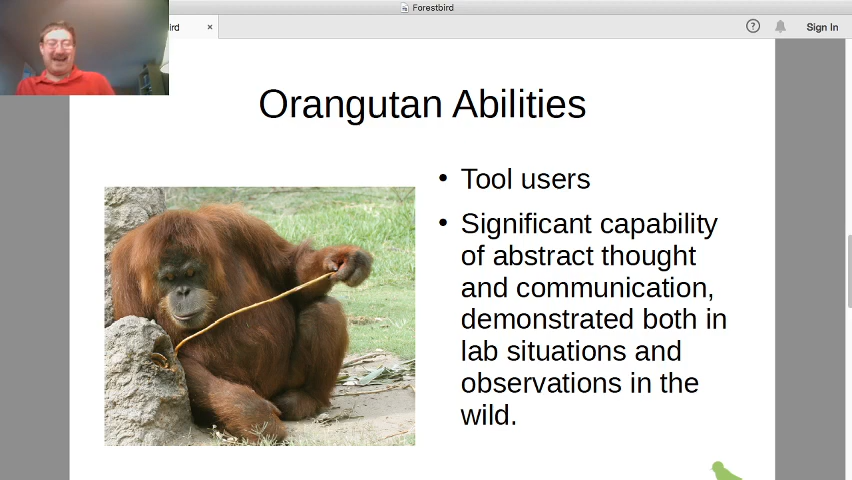 Forestbird
ird ×
? Sign In
Orangutan Abilities
• Tool users
• Significant capability
of abstract thought
and communication,
demonstrated both in
lab situations and
observations in the
wild.